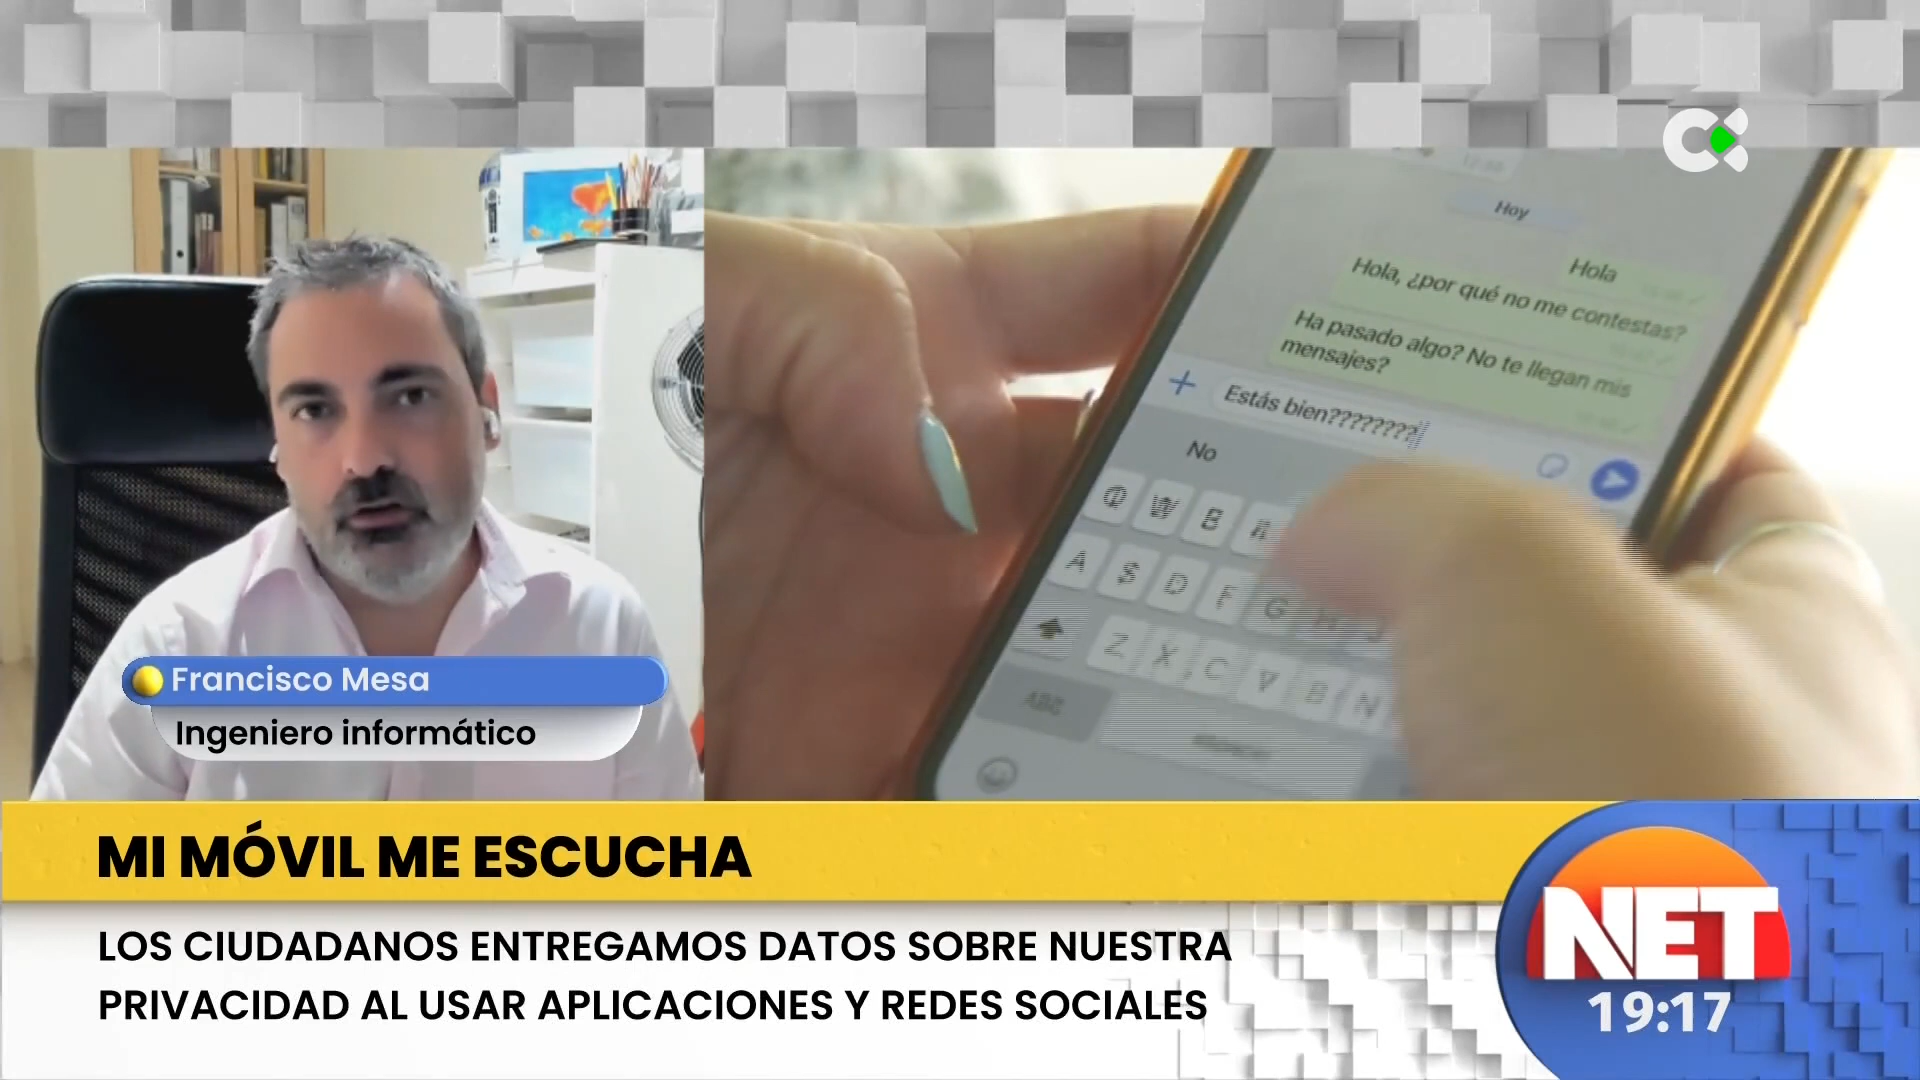 Hoy
Hola
Hola, ¿por qué no me contestas?
Ha pasado algo? No te llegan mis
mensajes?
Estás bien????????
No
A S D F G
Z X C V B N
ABC
Francisco Mesa
Ingeniero informático
MI MÓVIL ME ESCUCHA
LOS CIUDADANOS ENTREGAMOS DATOS SOBRE NUESTRA
PRIVACIDAD AL USAR APLICACIONES Y REDES SOCIALES
NET
19:17